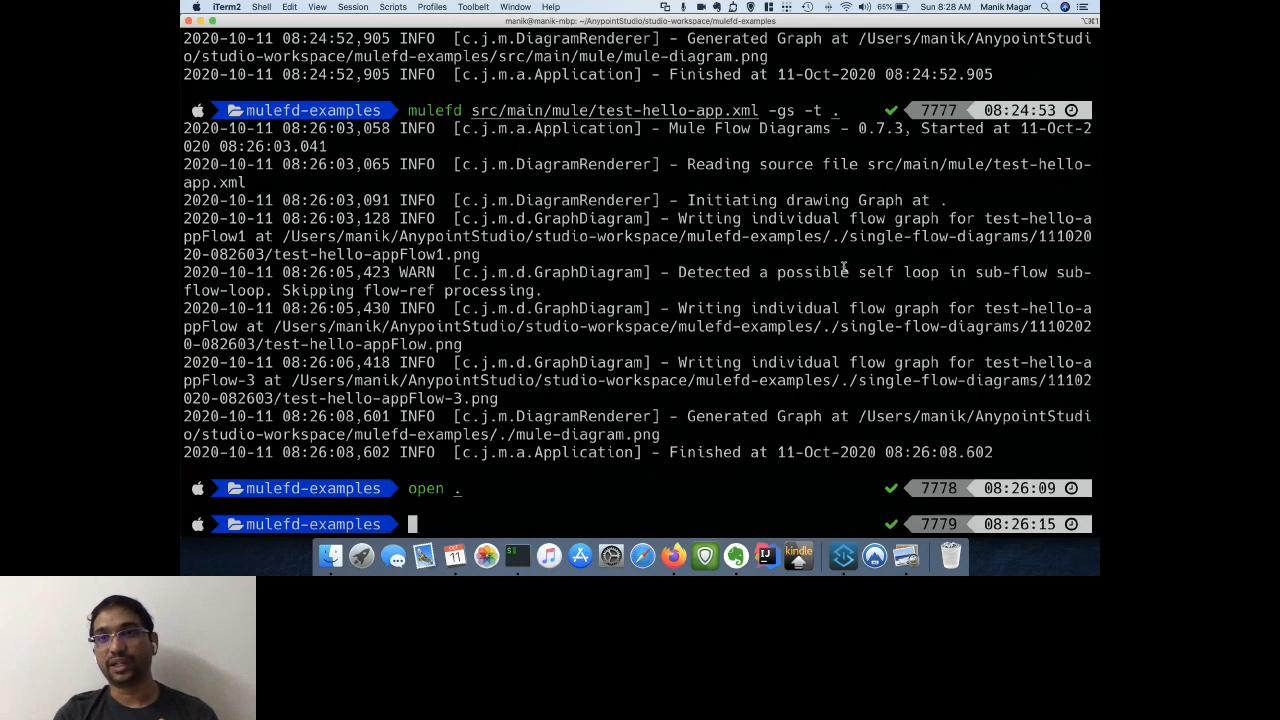 iTerm2 Shell Edit View Session Scripts Profiles Toolbelt Window Help 65% Sun 8:28 AM Manik Magar
manik@manik-mbp: ~/AnypointStudio/studio-workspace/mulefd-examples ⌥⌘1
2020-10-11 08:24:52,905 INFO [c.j.m.DiagramRenderer] - Generated Graph at /Users/manik/AnypointStudi
o/studio-workspace/mulefd-examples/src/main/mule/mule-diagram.png
2020-10-11 08:24:52,905 INFO [c.j.m.a.Application] - Finished at 11-Oct-2020 08:24:52.905
mulefd-examples mulefd src/main/mule/test-hello-app.xml -gs -t . ✔ 7777 08:24:53
2020-10-11 08:26:03,058 INFO [c.j.m.a.Application] - Mule Flow Diagrams - 0.7.3, Started at 11-Oct-2
020 08:26:03.041
2020-10-11 08:26:03,065 INFO [c.j.m.DiagramRenderer] - Reading source file src/main/mule/test-hello-
app.xml
2020-10-11 08:26:03,091 INFO [c.j.m.DiagramRenderer] - Initiating drawing Graph at .
2020-10-11 08:26:03,128 INFO [c.j.m.d.GraphDiagram] - Writing individual flow graph for test-hello-a
ppFlow1 at /Users/manik/AnypointStudio/studio-workspace/mulefd-examples/./single-flow-diagrams/111020
20-082603/test-hello-appFlow1.png
2020-10-11 08:26:05,423 WARN [c.j.m.d.GraphDiagram] - Detected a possible self loop in sub-flow sub-
flow-loop. Skipping flow-ref processing.
2020-10-11 08:26:05,430 INFO [c.j.m.d.GraphDiagram] - Writing individual flow graph for test-hello-a
ppFlow at /Users/manik/AnypointStudio/studio-workspace/mulefd-examples/./single-flow-diagrams/1110202
0-082603/test-hello-appFlow.png
2020-10-11 08:26:06,418 INFO [c.j.m.d.GraphDiagram] - Writing individual flow graph for test-hello-a
ppFlow-3 at /Users/manik/AnypointStudio/studio-workspace/mulefd-examples/./single-flow-diagrams/11102
020-082603/test-hello-appFlow-3.png
2020-10-11 08:26:08,601 INFO [c.j.m.DiagramRenderer] - Generated Graph at /Users/manik/AnypointStudi
o/studio-workspace/mulefd-examples/./mule-diagram.png
2020-10-11 08:26:08,602 INFO [c.j.m.a.Application] - Finished at 11-Oct-2020 08:26:08.602
mulefd-examples open . ✔ 7778 08:26:09
mulefd-examples ✔ 7779 08:26:15
OCT
11
$
IJ
kindle